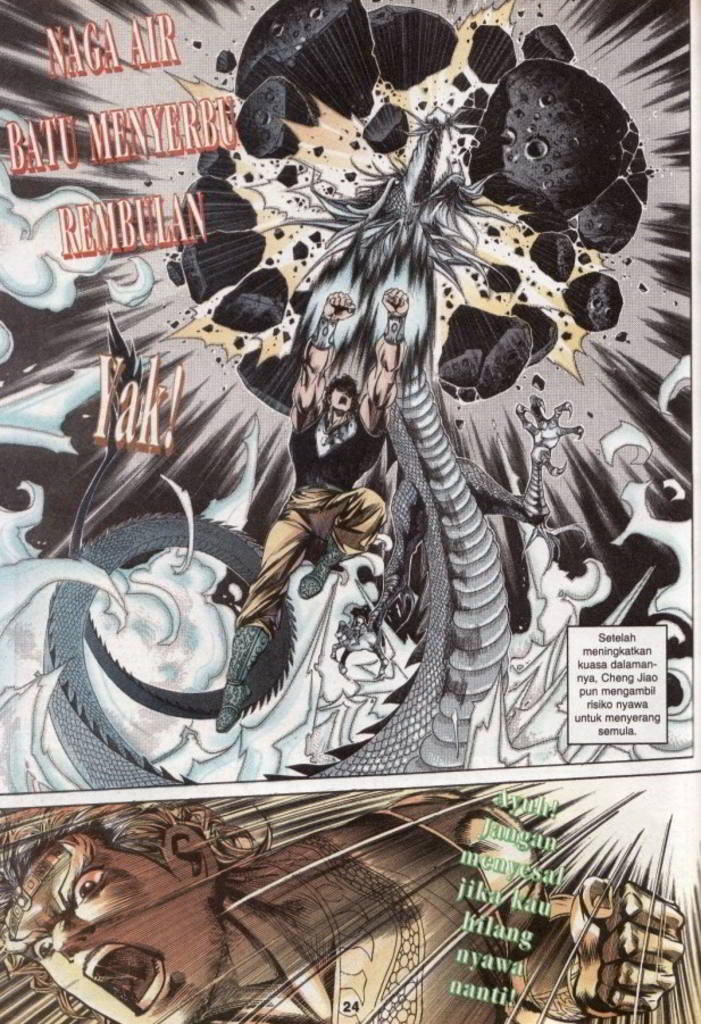 NAGA AIR
BATU MENYERBU
REMBULAN
Yak!
Setelah
meningkatkan
kuasa dalaman-
nya, Cheng Jiao
pun mengambil
risiko nyawa
untuk menyerang
semula.
Ayuh!
Jangan
menyesal
jika kau
hilang
nyawa
nanti!
24